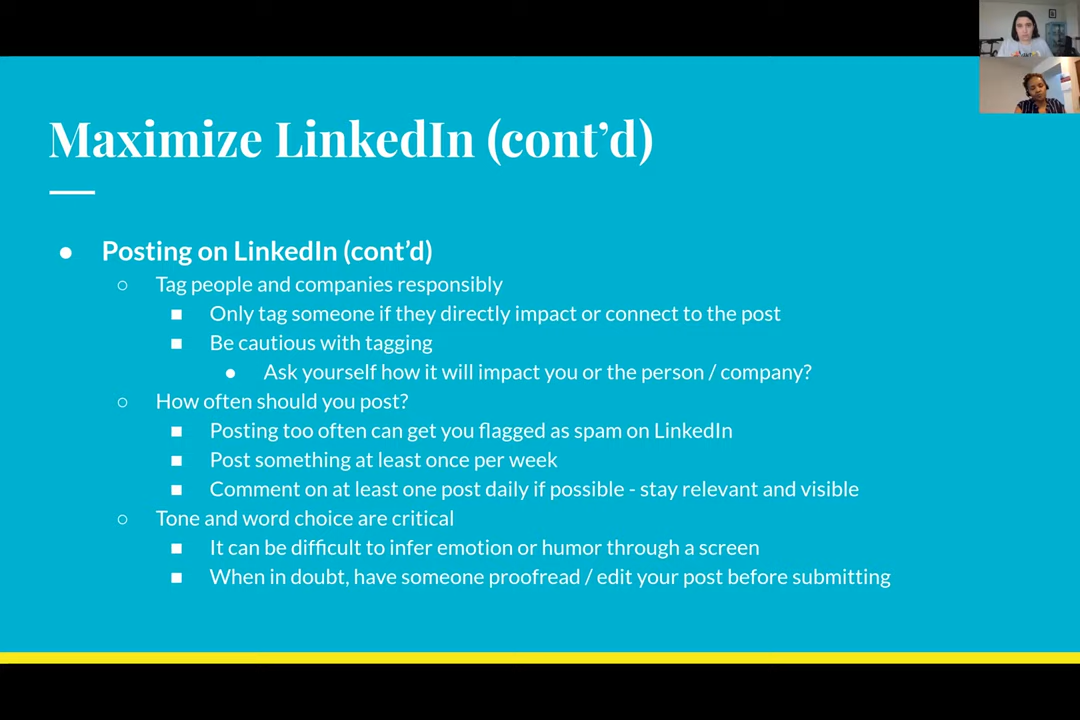 Maximize LinkedIn (cont’d)
● Posting on LinkedIn (cont’d)
○ Tag people and companies responsibly
■ Only tag someone if they directly impact or connect to the post
■ Be cautious with tagging
● Ask yourself how it will impact you or the person / company?
○ How often should you post?
■ Posting too often can get you flagged as spam on LinkedIn
■ Post something at least once per week
■ Comment on at least one post daily if possible - stay relevant and visible
○ Tone and word choice are critical
■ It can be difficult to infer emotion or humor through a screen
■ When in doubt, have someone proofread / edit your post before submitting